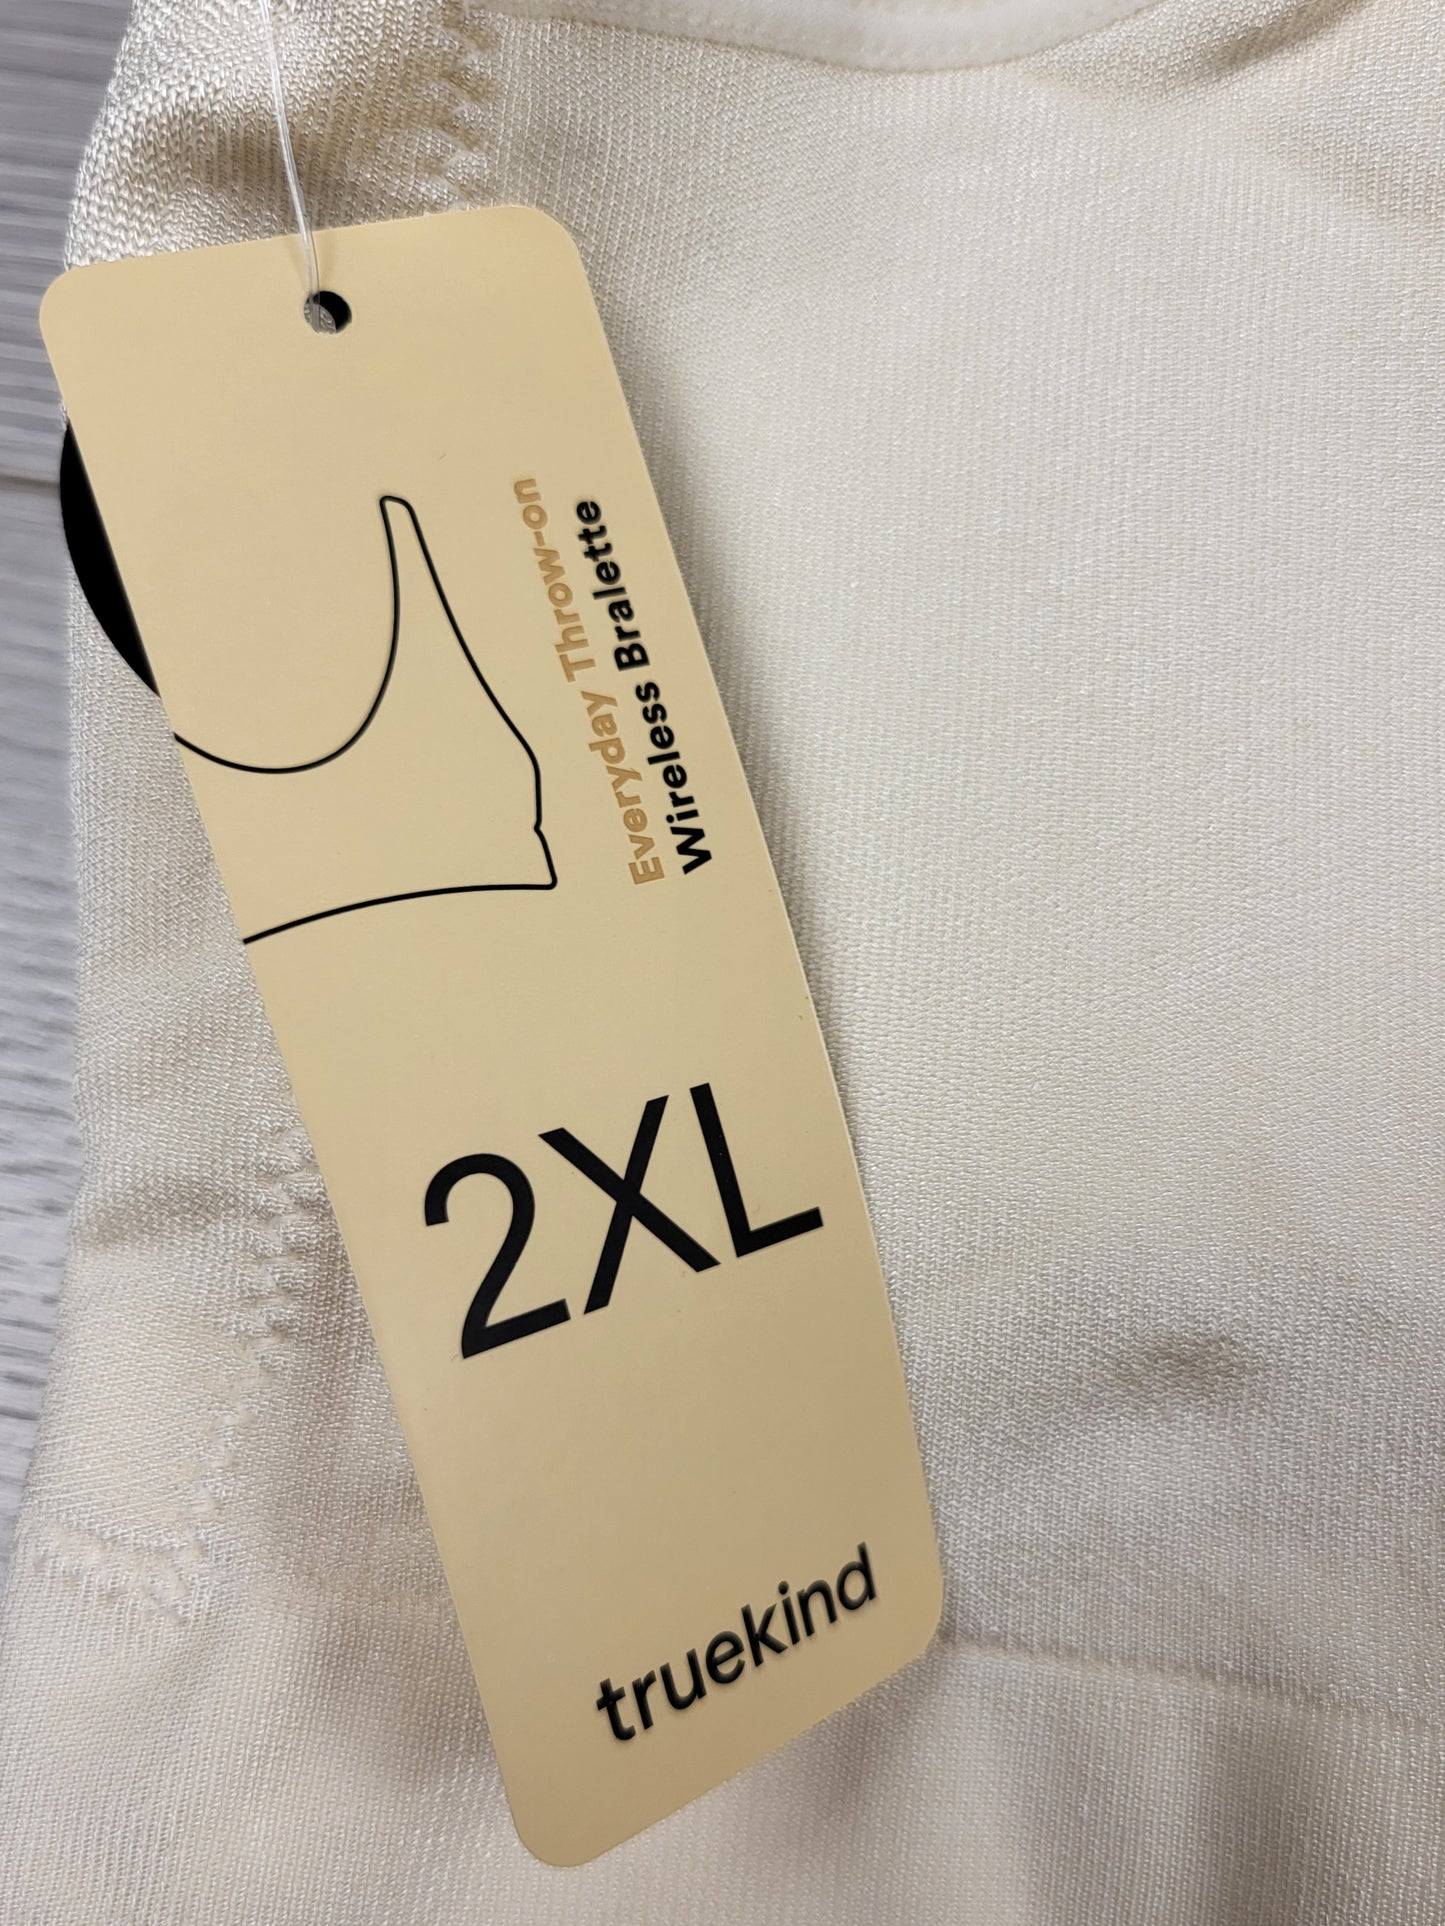 Everyday Throw-on
Wireless Bralette
2XL
truekind